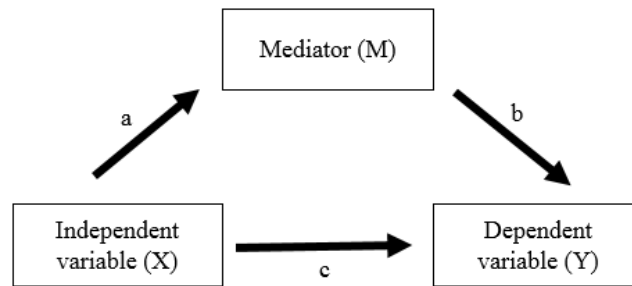 Mediator (M)
a
b
Independent
variable (X)
Dependent
variable (Y)
c